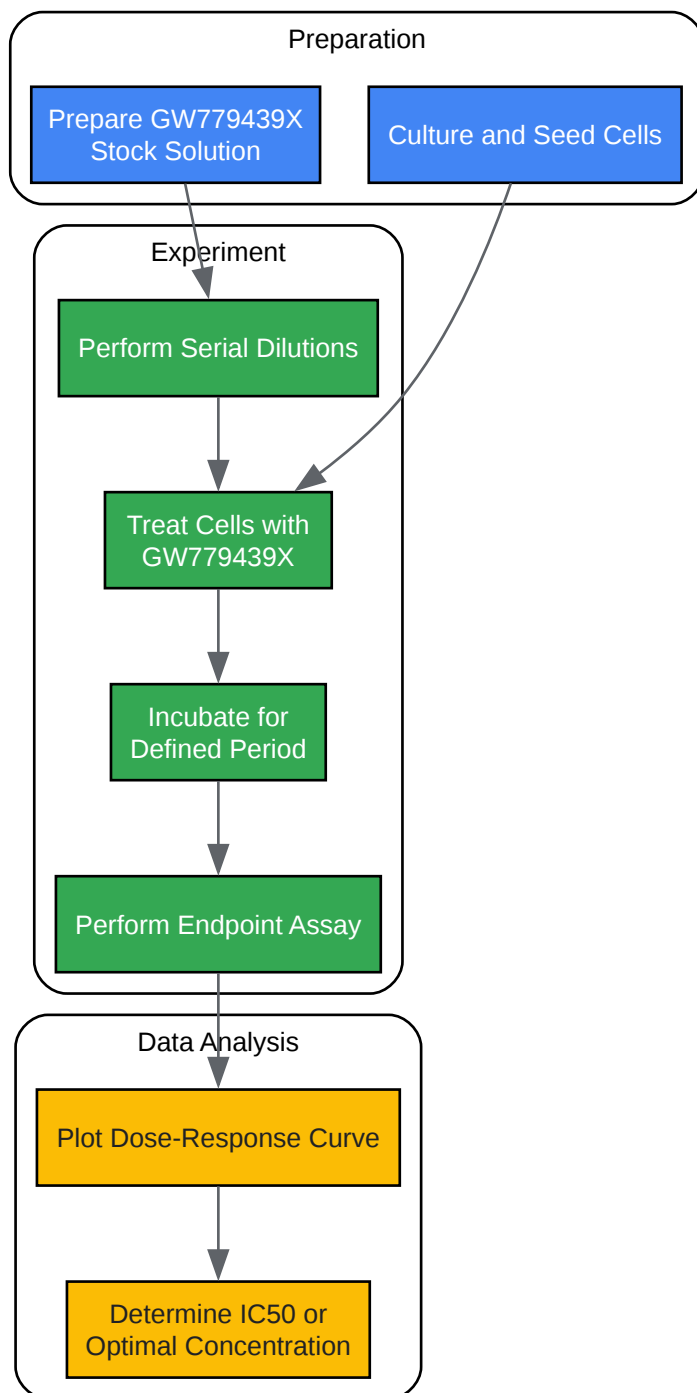 Preparation
Prepare GW779439X
Stock Solution
Culture and Seed Cells
Experiment
Perform Serial Dilutions
Treat Cells with
GW779439X
Incubate for
Defined Period
Perform Endpoint Assay
Data Analysis
Plot Dose-Response Curve
Determine IC50 or
Optimal Concentration